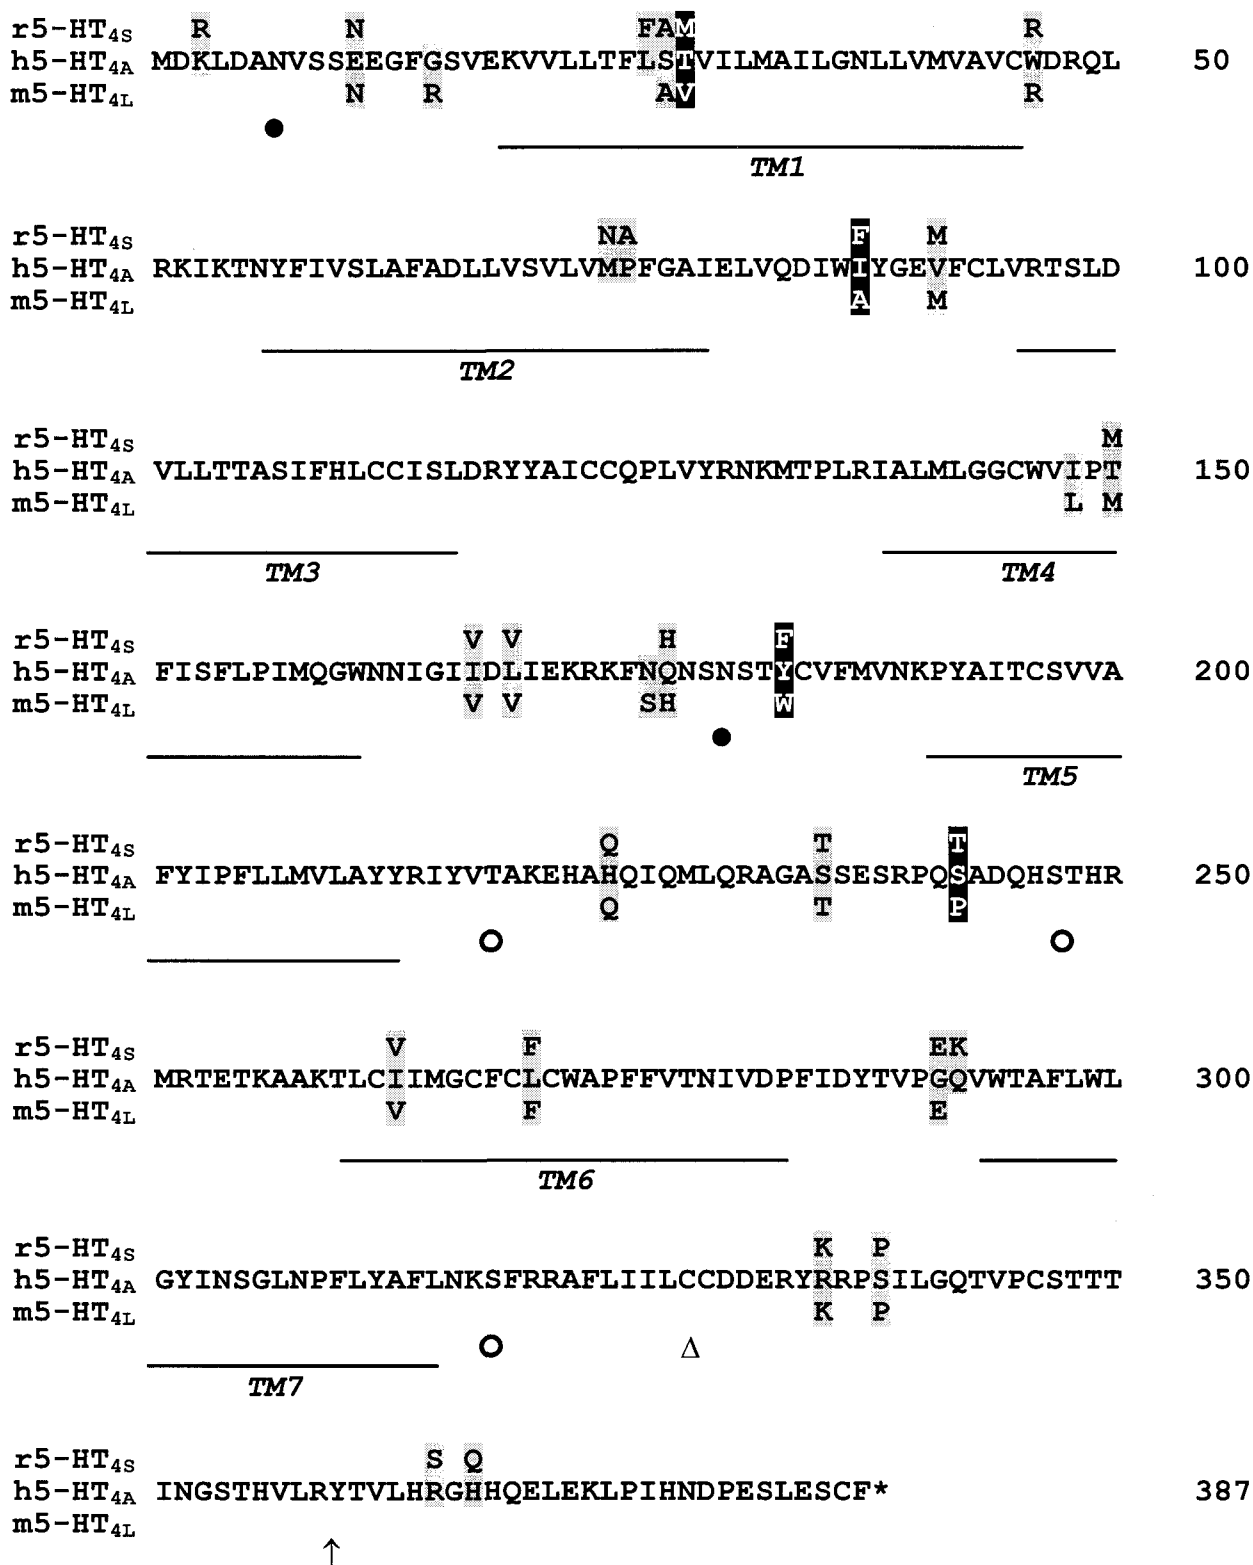 r5-HT4S R N FAM R
h5-HT4A MDKLDANVSSEEGFGSVEKVVLLTFLSTVILMAILGNLLVMVAVCWDRQL 50
m5-HT4L N R AV R
●
TM1
r5-HT4S NA F M
h5-HT4A RKIKTNYFIVSLAFADLLVSVLVMPFGAIELVQDIWIYGEVFCLVRTSLD 100
m5-HT4L A M
TM2
r5-HT4S M
h5-HT4A VLLTTASIFHLCCISLDRYYAICCQPLVYRNKMTPLRIALMLGGCWVIPT 150
m5-HT4L L M
TM3 TM4
r5-HT4S V V H F
h5-HT4A FISFLPIMQGWNNIGIIDLIEKRKFNQNSNSTYCVFMVNKPYAITCSVVA 200
m5-HT4L V V SH W
●
TM5
r5-HT4S Q T T
h5-HT4A FYIPFLLMVLAYYRIYVTAKEHAHQIQMLQRAGASSESRPQSADQHSTHR 250
m5-HT4L Q T P
○ ○
r5-HT4S V F EK
h5-HT4A MRTETKAAKTLCIIMGCFCLCWAPFFVTNIVDPFIDYTVPGQVWTAFLWL 300
m5-HT4L V F E
TM6
r5-HT4S K P
h5-HT4A GYINSGLNPFLYAFLNKSFRRAFLIILCCDDERYRRPSILGQTVPCSTTT 350
m5-HT4L K P
○ Δ
TM7
r5-HT4S S Q
h5-HT4A INGSTHVLRYTVLHRGHHQELEKLPIHNDPESLESCF* 387
m5-HT4L
↑